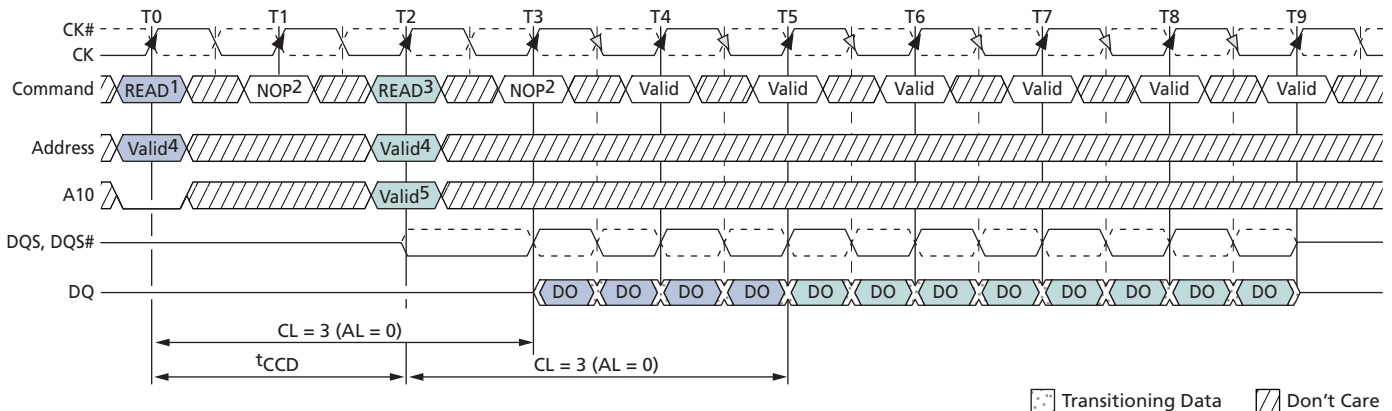 T0 T1 T2 T3 T4 T5 T6 T7 T8 T9
CK#
CK
Command READ1 NOP2 READ3 NOP2 Valid Valid Valid Valid Valid Valid
Address Valid4 Valid4
A10 Valid5
DQS, DQS#
DQ DO DO DO DO DO DO DO DO DO DO DO DO
CL = 3 (AL = 0)
tCCD CL = 3 (AL = 0)
Transitioning Data Don't Care